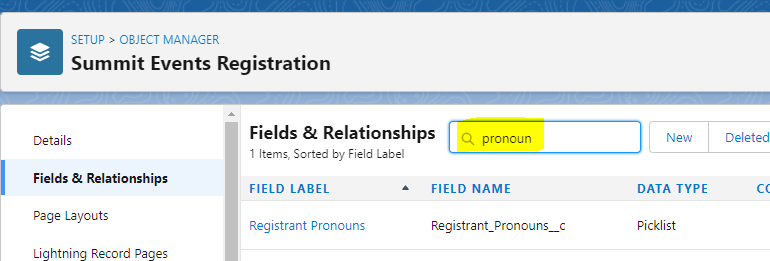 SETUP > OBJECT MANAGER
Summit Events Registration
Details
Fields & Relationships
Page Layouts
Lightning Record Pages
Fields & Relationships
1 Items, Sorted by Field Label
pronoun
New
Deleted
FIELD LABEL
FIELD NAME
DATA TYPE
CO
Registrant Pronouns
Registrant_Pronouns__c
Picklist